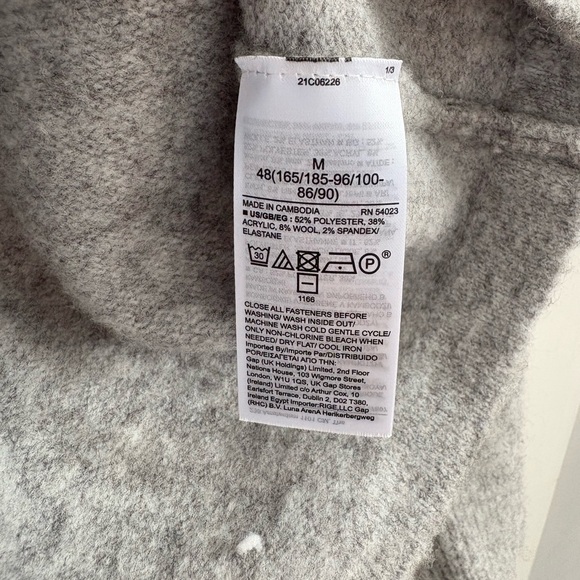 1/3
21C06226
M
48(165/185-96/100-
86/90)
MADE IN CAMBODIA RN 54023
■ US/GB/EG : 52% POLYESTER, 38%
ACRYLIC, 8% WOOL, 2% SPANDEX/
ELASTANE
30 P ®
1166
CLOSE ALL FASTENERS BEFORE
WASHING/ WASH INSIDE OUT/
MACHINE WASH COLD GENTLE CYCLE/
ONLY NON-CHLORINE BLEACH WHEN
NEEDED/ DRY FLAT/ COOL IRON
Imported By/Importe Par/DISTRIBUIDO
POR/ΕΙΣΑΓΕΤΑΙ ΑΠΟ : Gap
(UK Holdings) Limited, 2nd Floor
Nations House, 103 Wigmore Street,
London, W1U 1QS, UK Gap Stores
(Ireland) Limited c/o Arthur Cox, 10
Earlsfort Terrace, Dublin 2, D02 T380,
Ireland Egypt Importer:RIGE,LLC Gap
(RHC) B.V. Luna ArenA Herikerbergweg